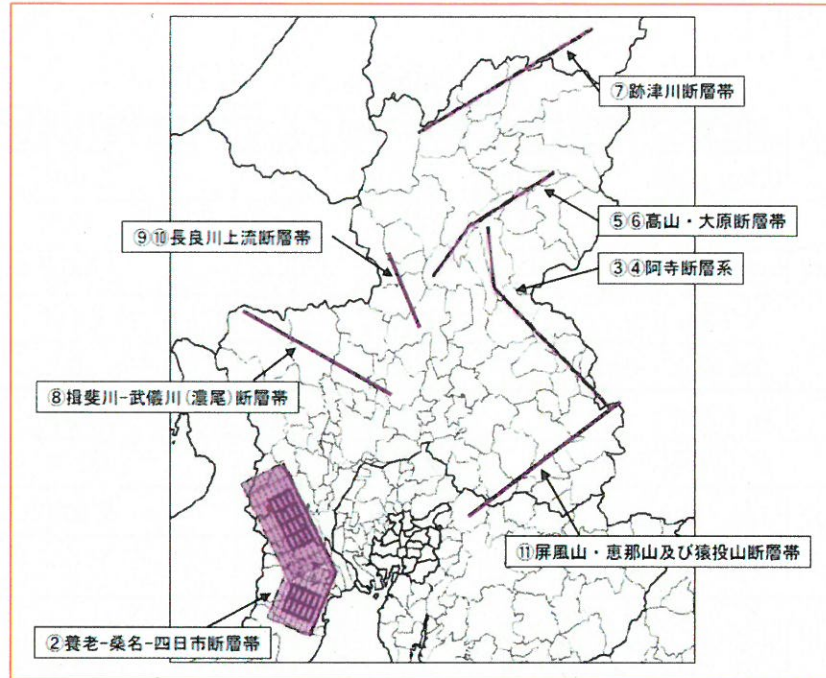 ⑦跡津川断層帯
⑤⑥高山・大原断層帯
⑨⑩長良川上流断層帯
③④阿寺断層系
⑧揖斐川-武儀川(濃尾)断層帯
⑪屏風山・恵那山及び猿投山断層帯
②養老-桑名-四日市断層帯